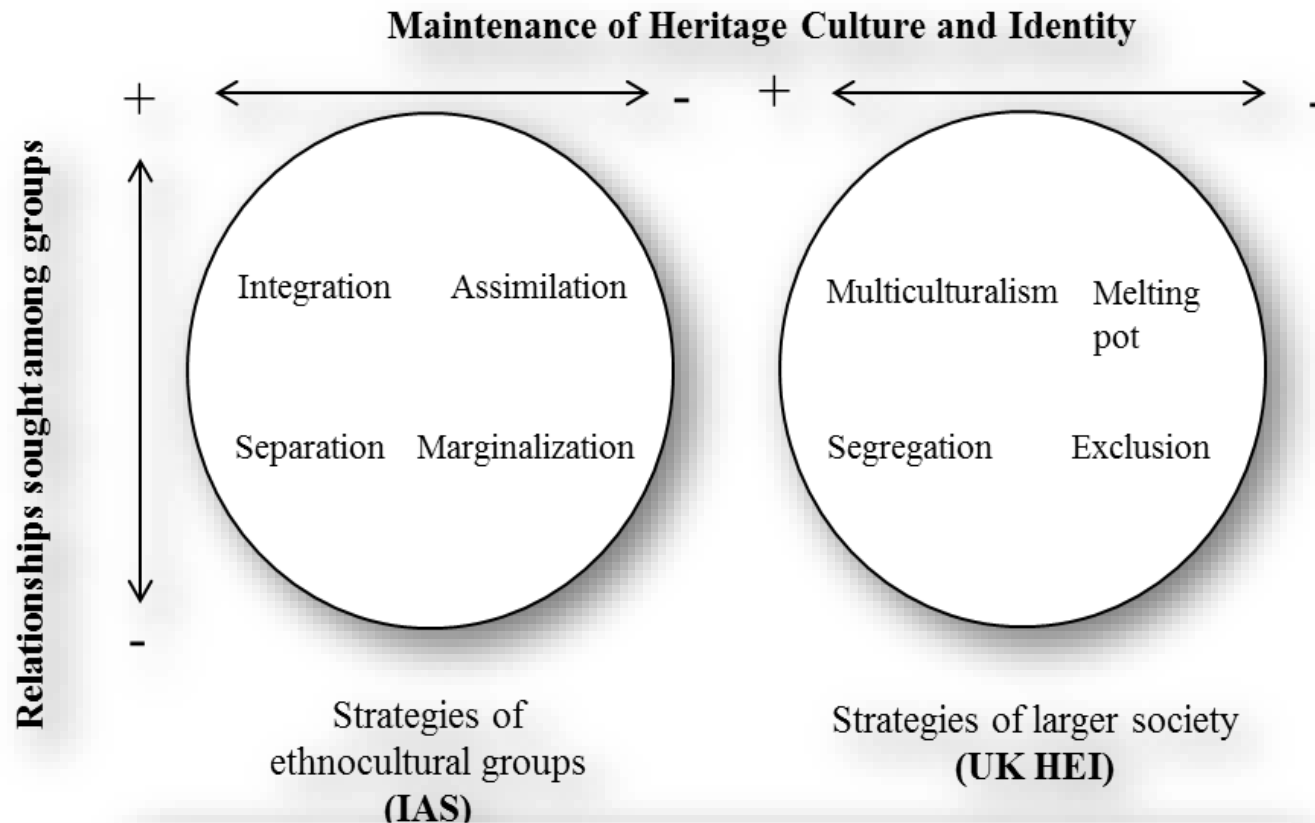 Maintenance of Heritage Culture and Identity
+ - + -
Relationships sought among groups
Integration Assimilation
Separation Marginalization
Multiculturalism Melting
pot
Segregation Exclusion
-
Strategies of
ethnocultural groups
(IAS)
Strategies of larger society
(UK HEI)